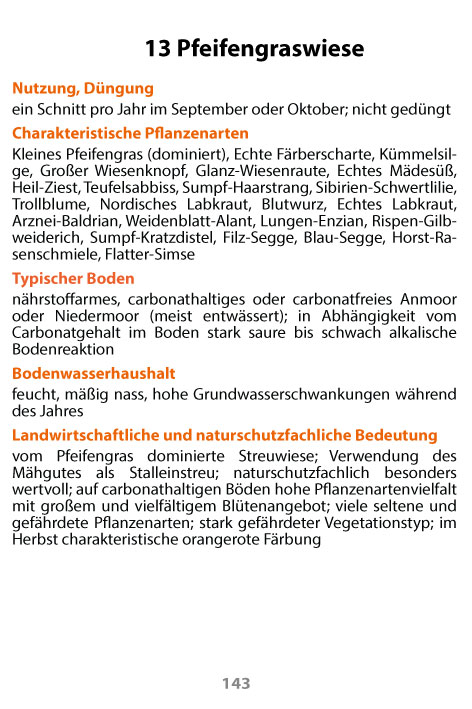 13 Pfeifengraswiese
Nutzung, Düngung
ein Schnitt pro Jahr im September oder Oktober; nicht gedüngt
Charakteristische Pflanzenarten
Kleines Pfeifengras (dominiert), Echte Färberscharte, Kümmelsil-
ge, Großer Wiesenknopf, Glanz-Wiesenraute, Echtes Mädesüß,
Heil-Ziest, Teufelsabbiss, Sumpf-Haarstrang, Sibirien-Schwertlilie,
Trollblume, Nordisches Labkraut, Blutwurz, Echtes Labkraut,
Arznei-Baldrian, Weidenblatt-Alant, Lungen-Enzian, Rispen-Gilb-
weiderich, Sumpf-Kratzdistel, Filz-Segge, Blau-Segge, Horst-Ra-
senschmiele, Flatter-Simse
Typischer Boden
nährstoffarmes, carbonathaltiges oder carbonatfreies Anmoor
oder Niedermoor (meist entwässert); in Abhängigkeit vom
Carbonatgehalt im Boden stark saure bis schwach alkalische
Bodenreaktion
Bodenwasserhaushalt
feucht, mäßig nass, hohe Grundwasserschwankungen während
des Jahres
Landwirtschaftliche und naturschutzfachliche Bedeutung
vom Pfeifengras dominierte Streuwiese; Verwendung des
Mähgutes als Stalleinstreu; naturschutzfachlich besonders
wertvoll; auf carbonathaltigen Böden hohe Pflanzenartenvielfalt
mit großem und vielfältigem Blütenangebot; viele seltene und
gefährdete Pflanzenarten; stark gefährdeter Vegetationstyp; im
Herbst charakteristische orangerote Färbung
143